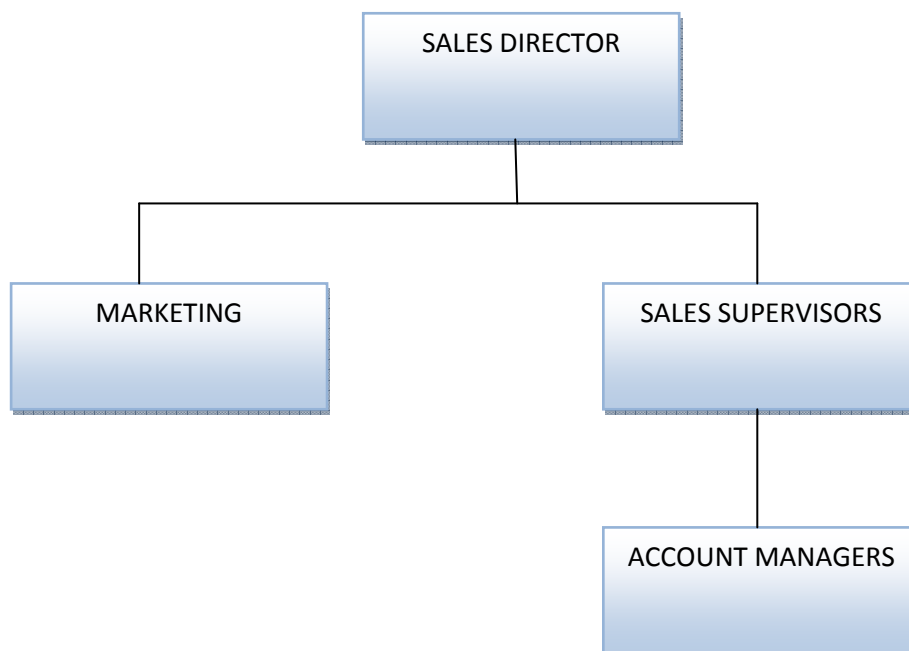 SALES DIRECTOR
MARKETING
SALES SUPERVISORS
ACCOUNT MANAGERS